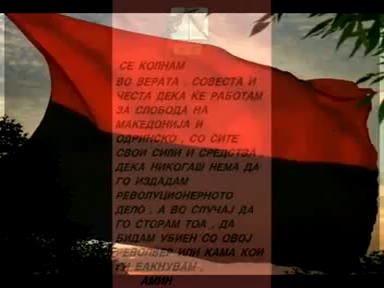 СЕ КОЛНАМ
ВО ВЕРАТА , СОВЕСТА И
ЧЕСТА ДЕКА ЌЕ РАБОТАМ
ЗА СЛОБОДА НА
МАКЕДОНИЈА И
ОДРИНСКО , СО СИТЕ
СВОИ СИЛИ И СРЕДСТВА ,
ДЕКА НИКОГАШ НЕМА ДА
ГО ИЗДАДАМ
РЕВОЛУЦИОНЕРНОТО
ДЕЛО , А ВО СЛУЧАЈ ДА
ГО СТОРАМ ТОА , ДА
БИДАМ УБИЕН СО ОВОЈ
РЕВОЛВЕР ИЛИ КАМА КОИ
ГИ БАКНУВАМ ,
АМИН